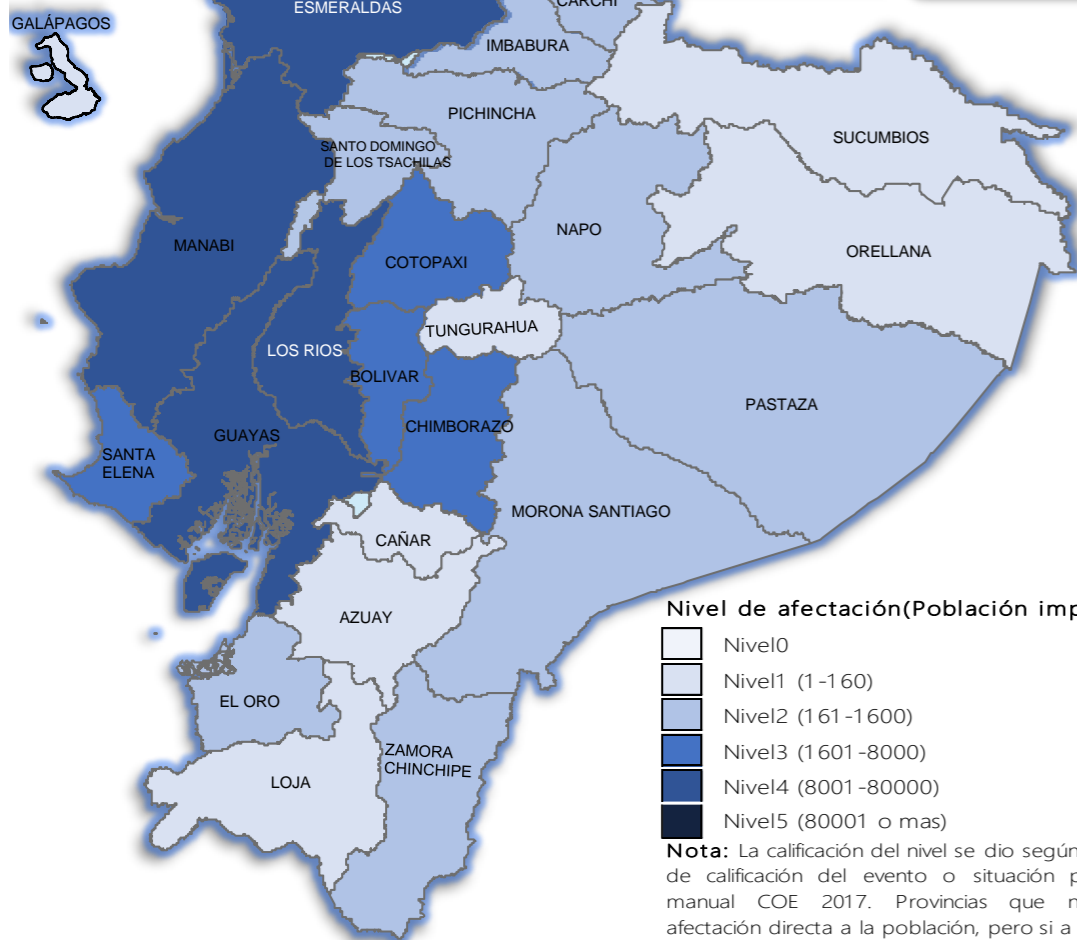 ESMERALDAS
CARCHI
GALÁPAGOS
IMBABURA
PICHINCHA
SUCUMBIOS
SANTO DOMINGO
DE LOS TSACHILAS
NAPO
MANABI
ORELLANA
COTOPAXI
TUNGURAHUA
LOS RIOS
BOLIVAR
PASTAZA
CHIMBORAZO
GUAYAS
SANTA
ELENA
MORONA SANTIAGO
CAÑAR
AZUAY
EL ORO
ZAMORA
CHINCHIPE
LOJA
Nivel de afectación(Población imp
Nivel0
Nivel1 (1-160)
Nivel2 (161-1600)
Nivel3 (1601-8000)
Nivel4 (8001-80000)
Nivel5 (80001 o mas)
Nota: La calificación del nivel se dio según
de calificación del evento o situación p
manual COE 2017. Provincias que n
afectación directa a la población, pero si a